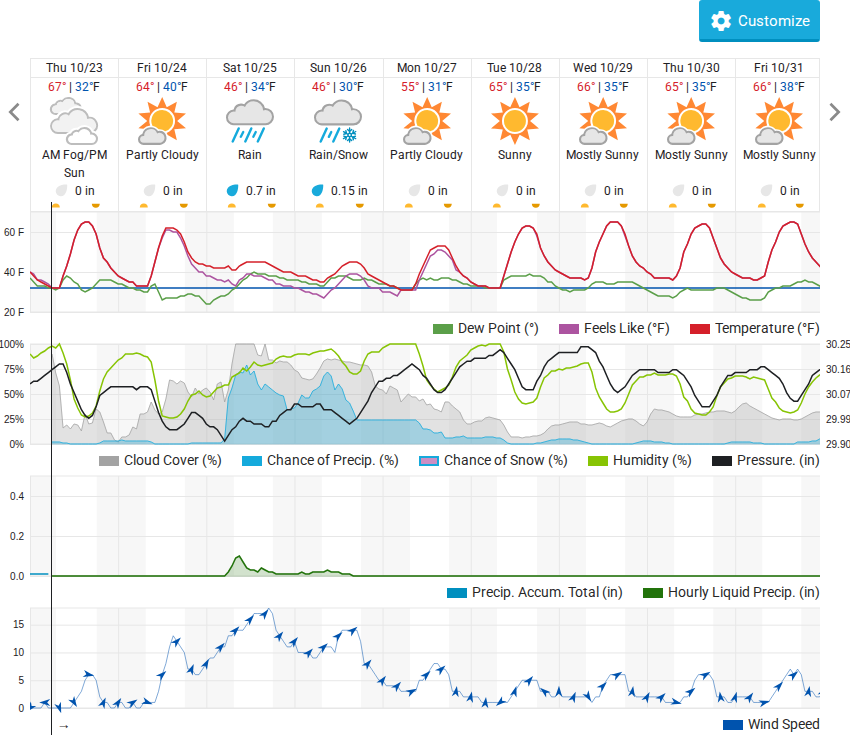 Customize
Thu 10/23 Fri 10/24 Sat 10/25 Sun 10/26 Mon 10/27 Tue 10/28 Wed 10/29 Thu 10/30 Fri 10/31
67° | 32°F 64° | 40°F 46° | 34°F 46° | 30°F 55° | 31°F 65° | 35°F 66° | 35°F 65° | 35°F 66° | 38°F
AM Fog/PM Partly Cloudy Rain Rain/Snow Partly Cloudy Sunny Mostly Sunny Mostly Sunny Mostly Sunny
Sun
0 in 0 in 0.7 in 0.15 in 0 in 0 in 0 in 0 in 0 in
60 F
40 F
20 F
Dew Point (°) Feels Like (°F) Temperature (°F)
100% 30.25
75% 30.16
50% 30.07
25% 29.99
0% 29.90
Cloud Cover (%) Chance of Precip. (%) Chance of Snow (%) Humidity (%) Pressure. (in)
0.4
0.2
0.0
Precip. Accum. Total (in) Hourly Liquid Precip. (in)
15
10
5
0
→
Wind Speed